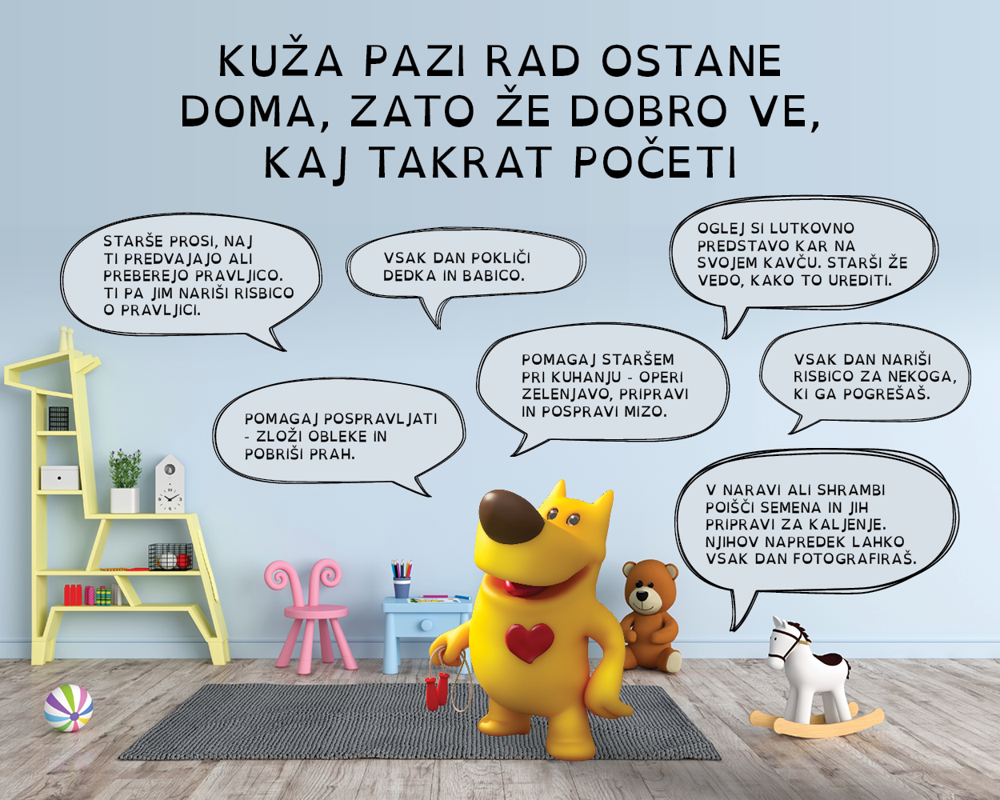 KUŽA PAZI RAD OSTANE
DOMA, ZATO ŽE DOBRO VE,
KAJ TAKRAT POČETI
STARŠE PROSI, NAJ
TI PREDVAJAJO ALI
PREBEREJO PRAVLJICO.
TI PA JIM NARIŠI RISBICO
O PRAVLJICI.
VSAK DAN POKLIČI
DEDKA IN BABICO.
OGLEJ SI LUTKOVNO
PREDSTAVO KAR NA
SVOJEM KAVČU. STARŠI ŽE
VEDO, KAKO TO UREDITI.
POMAGAJ POSPRAVLJATI
- ZLOŽI OBLEKE IN
POBRIŠI PRAH.
POMAGAJ STARŠEM
PRI KUHANJU - OPERI
ZELENJAVO, PRIPRAVI
IN POSPRAVI MIZO.
VSAK DAN NARIŠI
RISBICO ZA NEKOGA,
KI GA POGREŠAŠ.
V NARAVI ALI SHRAMBI
POIŠČI SEMENA IN JIH
PRIPRAVI ZA KALJENJE.
NJIHOV NAPREDEK LAHKO
VSAK DAN FOTOGRAFIRAŠ.